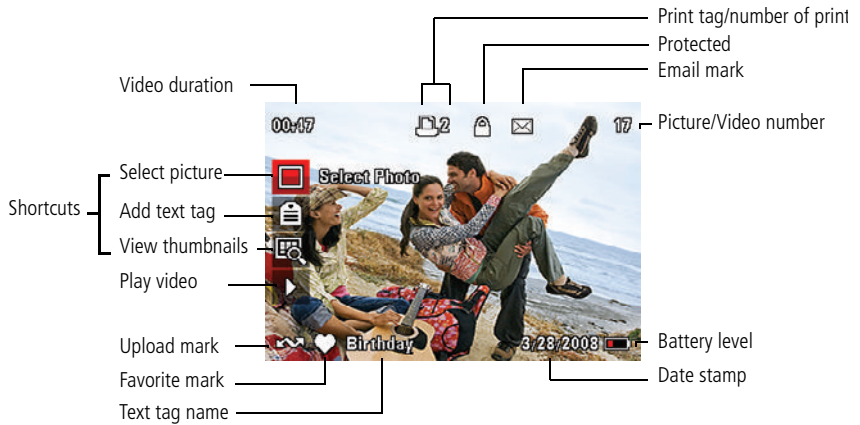 Print tag/number of print
Protected
Email mark
Video duration
00:47
2
17
Picture/Video number
Select picture
Select Photo
Shortcuts
Add text tag
View thumbnails
Play video
Upload mark
Birthday
3/28/2008
Battery level
Favorite mark
Date stamp
Text tag name